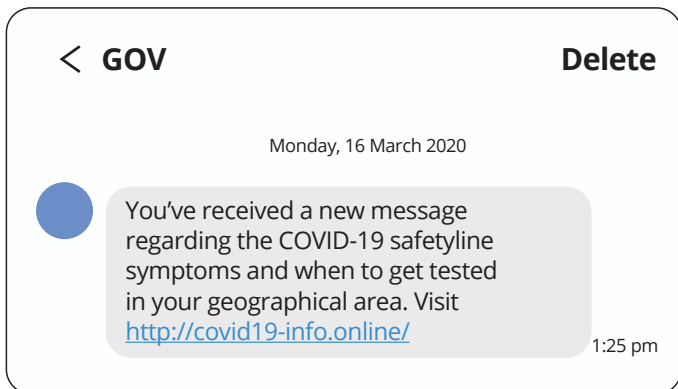 < GOV Delete
Monday, 16 March 2020
You’ve received a new message
regarding the COVID-19 safetyline
symptoms and when to get tested
in your geographical area. Visit
http://covid19-info.online/
1:25 pm